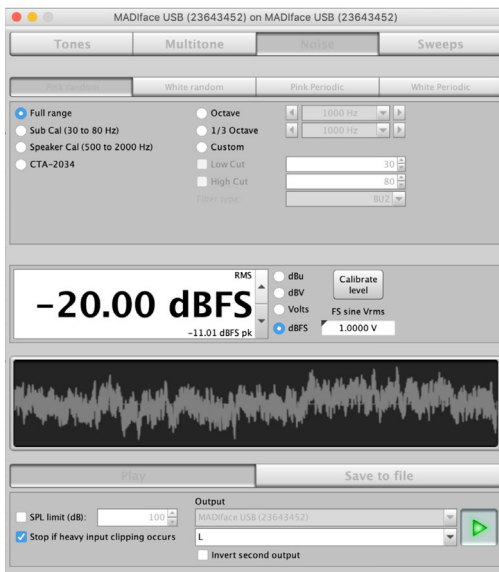 MADIface USB (23643452) on MADIface USB (23643452)
Tones Multitone Noise Sweeps
Pink random White random Pink Periodic White Periodic
Full range Octave 1000 Hz
Sub Cal (30 to 80 Hz) 1/3 Octave 1000 Hz
Speaker Cal (500 to 2000 Hz) Custom
CTA-2034 Low Cut 30
High Cut 80
Filter type: BU2
RMS
-20.00 dBFS
-11.01 dBFS pk
dBu
dBV
Volts
dBFS
Calibrate
level
FS sine Vrms
1.0000 V
Play Save to file
Output
SPL limit (dB): 100 MADIface USB (23643452)
Stop if heavy input clipping occurs L
Invert second output